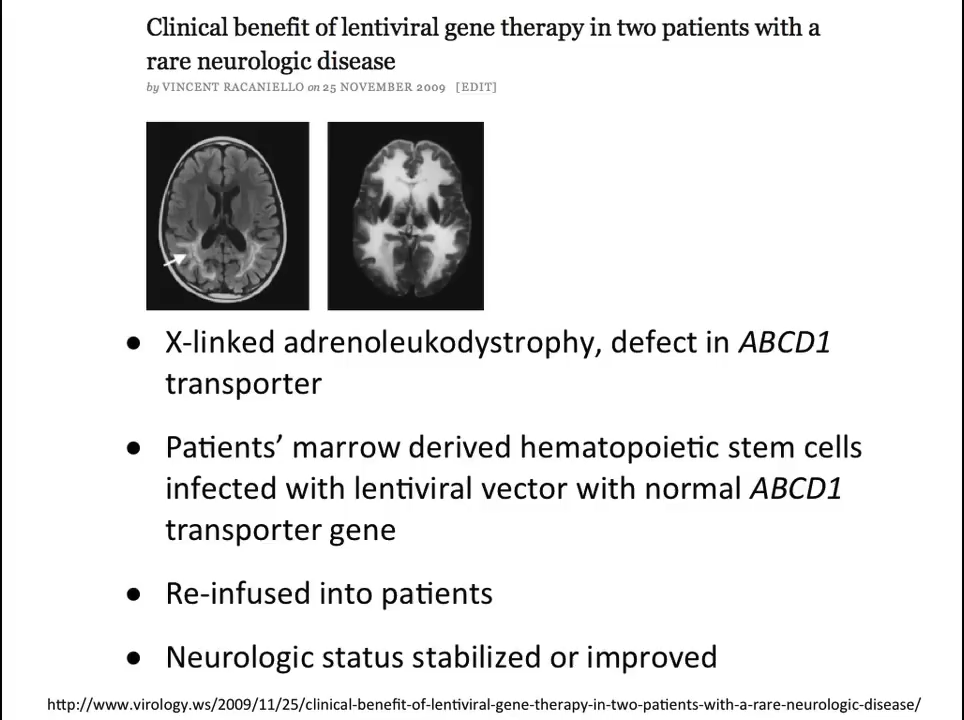 Clinical benefit of lentiviral gene therapy in two patients with a
rare neurologic disease
by VINCENT RACANIELLO on 25 NOVEMBER 2009 [EDIT]
● X-linked adrenoleukodystrophy, defect in ABCD1
transporter
● Patients’ marrow derived hematopoietic stem cells
infected with lentiviral vector with normal ABCD1
transporter gene
● Re-infused into patients
● Neurologic status stabilized or improved
http://www.virology.ws/2009/11/25/clinical-benefit-of-lentiviral-gene-therapy-in-two-patients-with-a-rare-neurologic-disease/